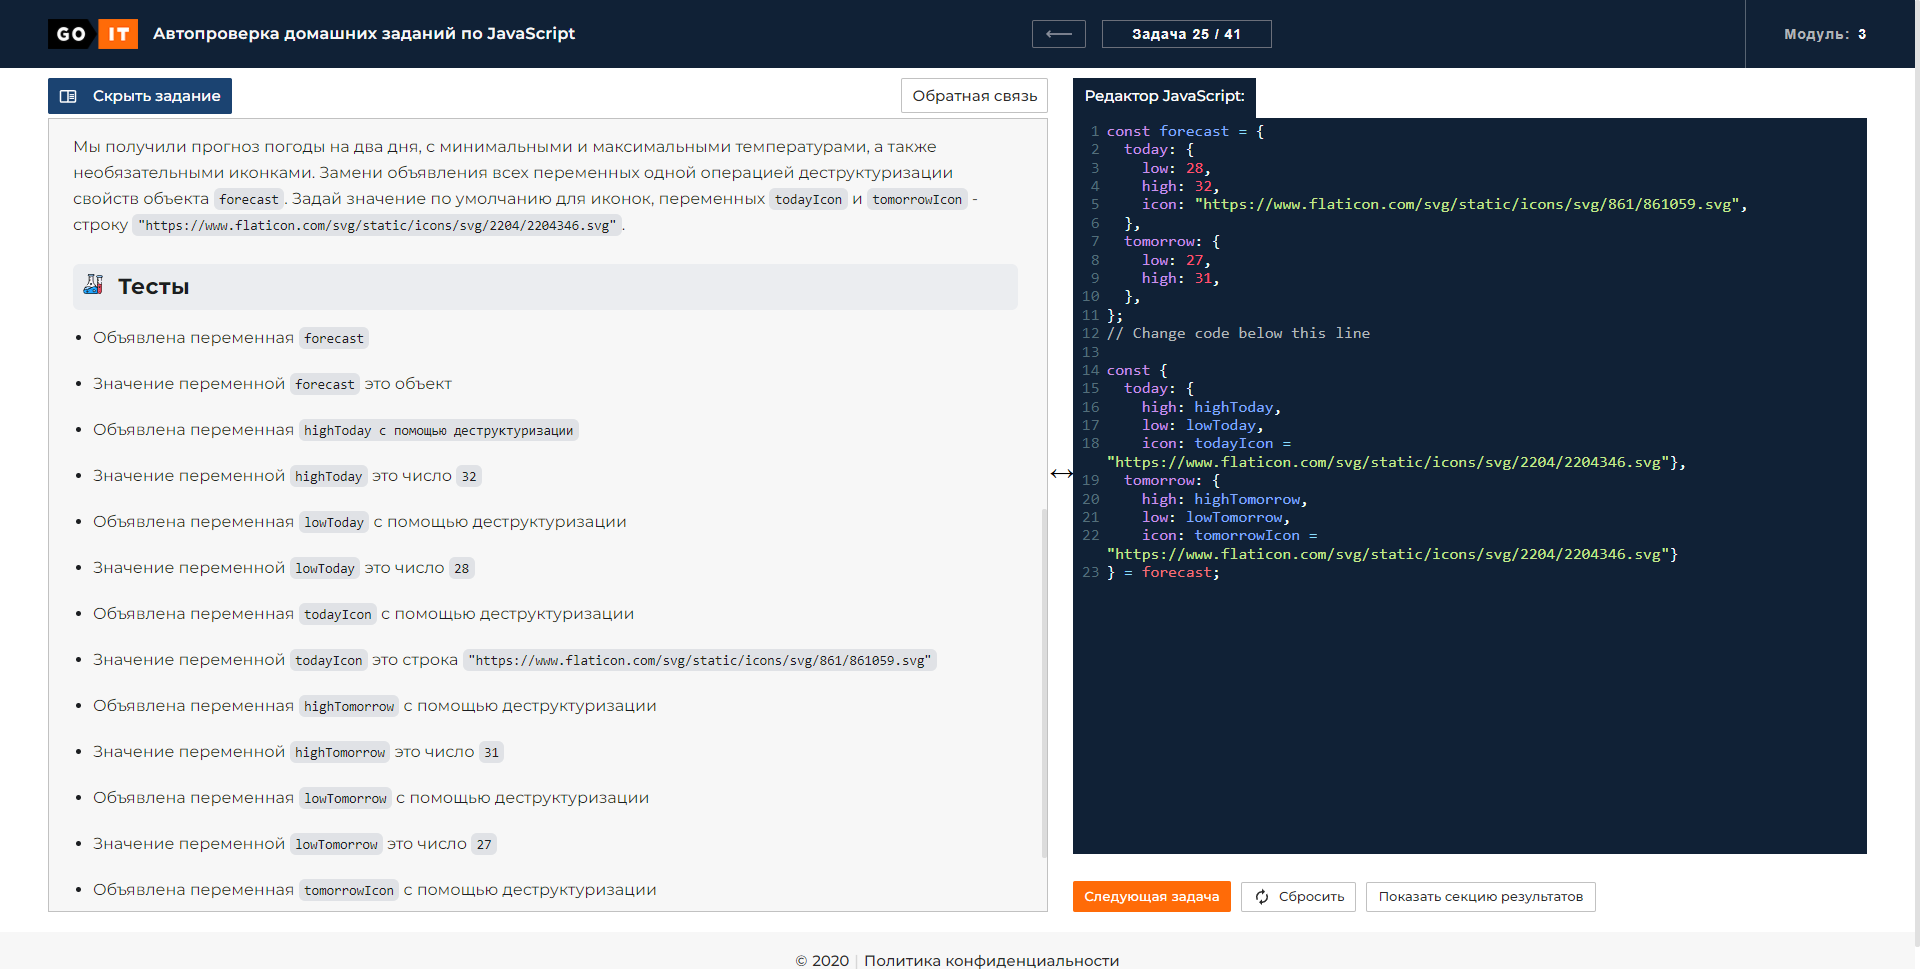 GO IT Автопроверка домашних заданий по JavaScript
Задача 25 / 41
Модуль: 3
Скрыть задание
Обратная связь
Мы получили прогноз погоды на два дня, с минимальными и максимальными температурами, а также
необязательными иконками. Замени объявления всех переменных одной операцией деструктуризации
свойств объекта forecast. Задай значение по умолчанию для иконок, переменных todayIcon и tomorrowIcon -
строку "https://www.flaticon.com/svg/static/icons/svg/2204/2204346.svg".
Тесты
• Объявлена переменная forecast
• Значение переменной forecast это объект
• Объявлена переменная highToday с помощью деструктуризации
• Значение переменной highToday это число 32
• Объявлена переменная lowToday с помощью деструктуризации
• Значение переменной lowToday это число 28
• Объявлена переменная todayIcon с помощью деструктуризации
• Значение переменной todayIcon это строка "https://www.flaticon.com/svg/static/icons/svg/861/861059.svg"
• Объявлена переменная highTomorrow с помощью деструктуризации
• Значение переменной highTomorrow это число 31
• Объявлена переменная lowTomorrow с помощью деструктуризации
• Значение переменной lowTomorrow это число 27
• Объявлена переменная tomorrowIcon с помощью деструктуризации
Редактор JavaScript:
1 const forecast = {
2 today: {
3 low: 28,
4 high: 32,
5 icon: "https://www.flaticon.com/svg/static/icons/svg/861/861059.svg",
6 },
7 tomorrow: {
8 low: 27,
9 high: 31,
10 },
11 };
12 // Change code below this line
13
14 const {
15 today: {
16 high: highToday,
17 low: lowToday,
18 icon: todayIcon =
"https://www.flaticon.com/svg/static/icons/svg/2204/2204346.svg"},
19 tomorrow: {
20 high: highTomorrow,
21 low: lowTomorrow,
22 icon: tomorrowIcon =
"https://www.flaticon.com/svg/static/icons/svg/2204/2204346.svg"}
23 } = forecast;
Следующая задача
Сбросить
Показать секцию результатов
© 2020 | Политика конфиденциальности